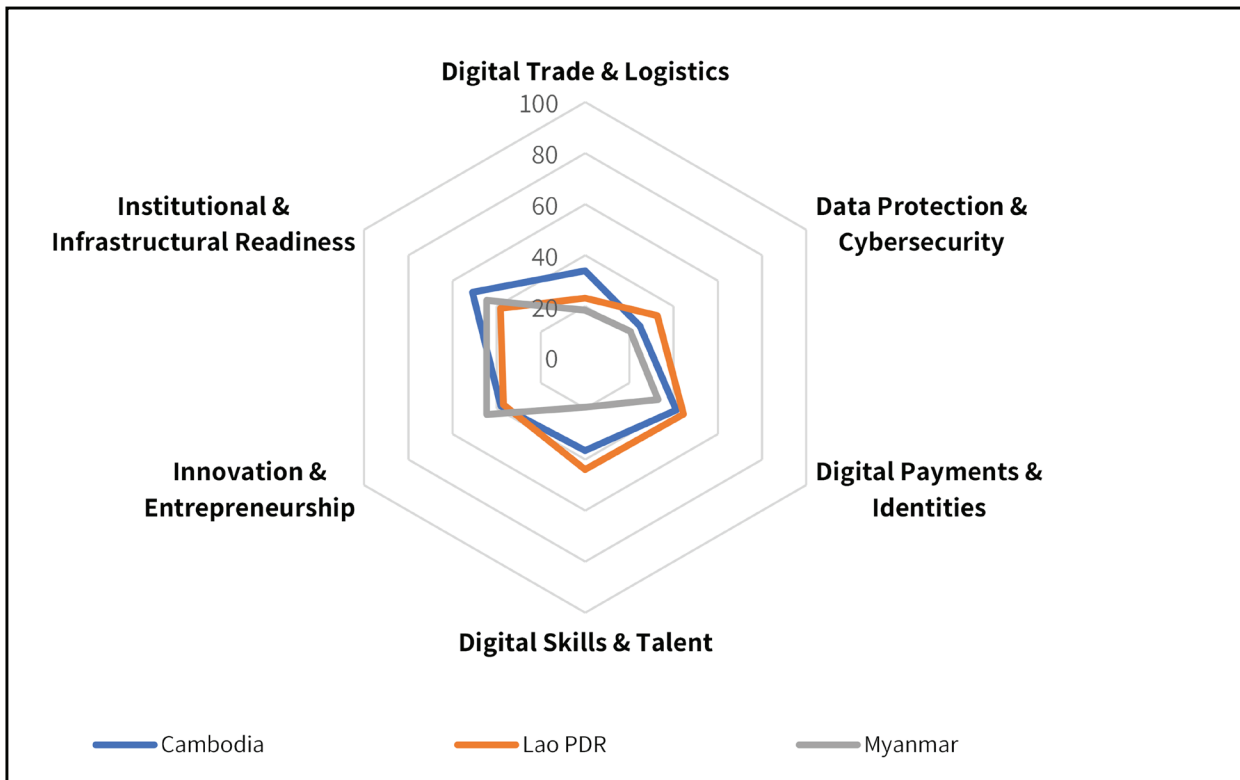 Digital Trade & Logistics
100
80
60
40
20
0
Institutional &
Infrastructural Readiness
Data Protection &
Cybersecurity
Innovation &
Entrepreneurship
Digital Payments &
Identities
Digital Skills & Talent
Cambodia
Lao PDR
Myanmar